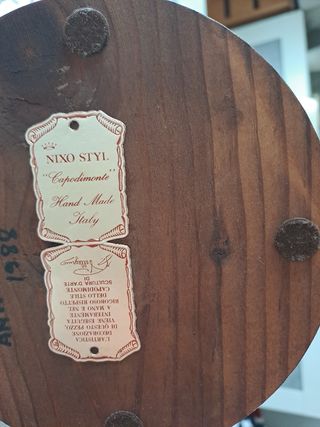 NIXO STYL
"Capodimonte"
Hand Made
Italy
L'ARTISTICA
DECORAZIONE
DI QUESTO PEZZO,
VIENE ESEGUITA
INTERAMENTE
A MANO E NEL
RIGOROSO RISPETTO
DELLO STILE
CAPODIMONTE
SCULTURA D'ARTE
DI
1988